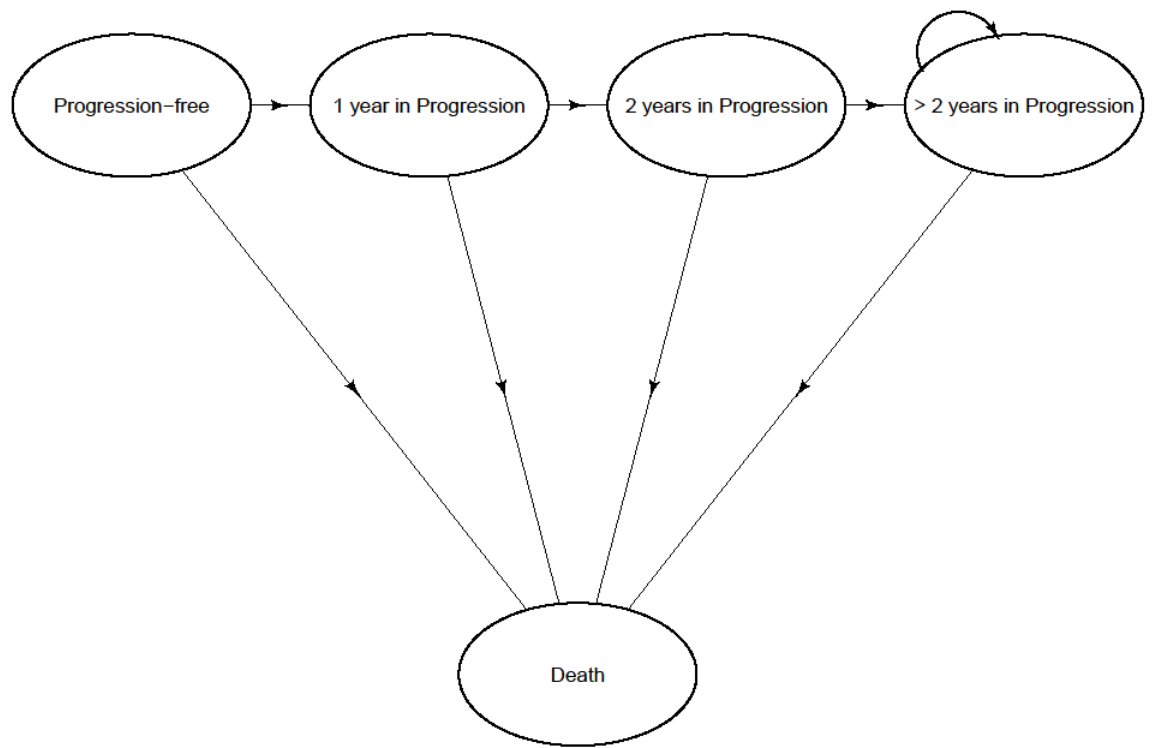 Progression−free
1 year in Progression
2 years in Progression
> 2 years in Progression
Death